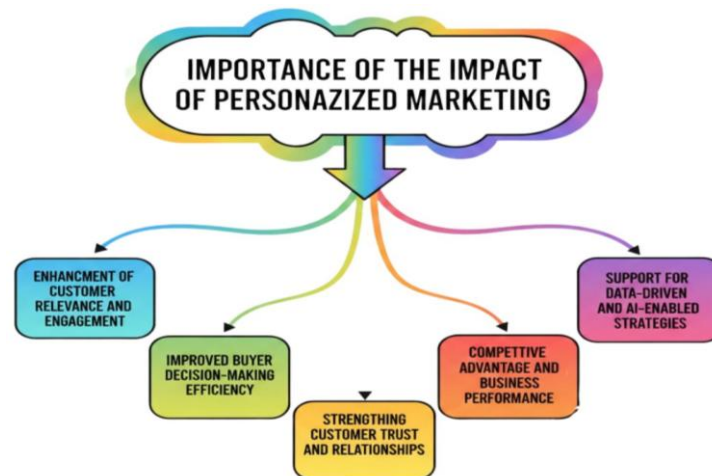 IMPORTANCE OF THE IMPACT
OF PERSONAZIZED MARKETING
ENHANCMENT OF
CUSTOMER
RELEVANCE AND
ENGAGEMENT
IMPROVED BUYER
DECISION-MAKING
EFFICIENCY
STRENGTHING
CUSTOMER TRUST
AND RELATIONSHIPS
COMPETTIVE
ADVANTAGE AND
BUSINESS
PERFORMANCE
SUPPORT FOR
DATA-DRIVEN
AND AI-ENABLED
STRATEGIES